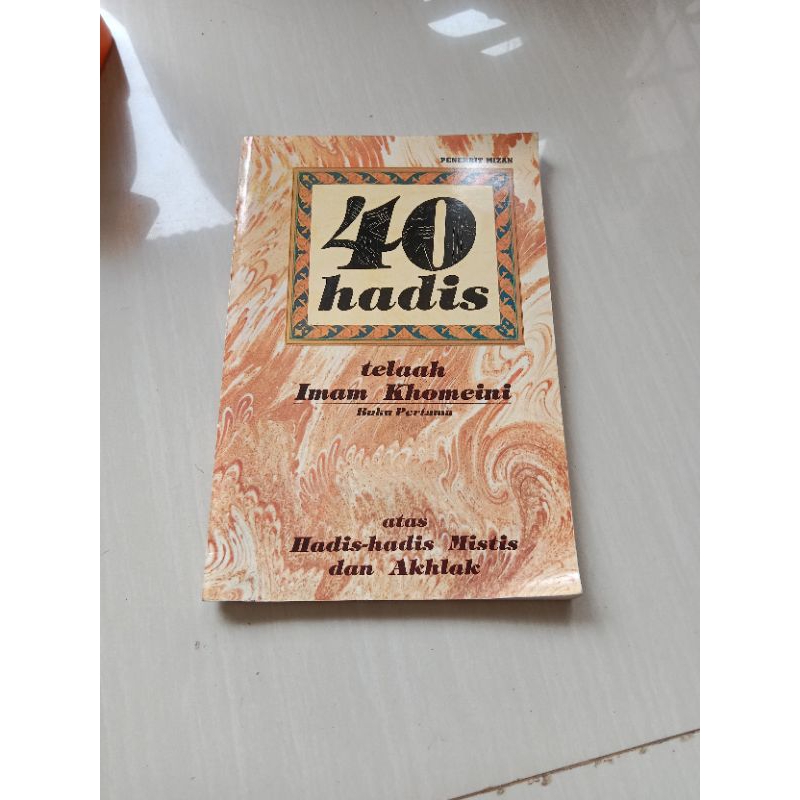 PENERBIT MIZAN
40
hadis
telaah
Imam Khomeini
Buku Pertama
atas
Hadis-hadis Mistis
dan Akhlak